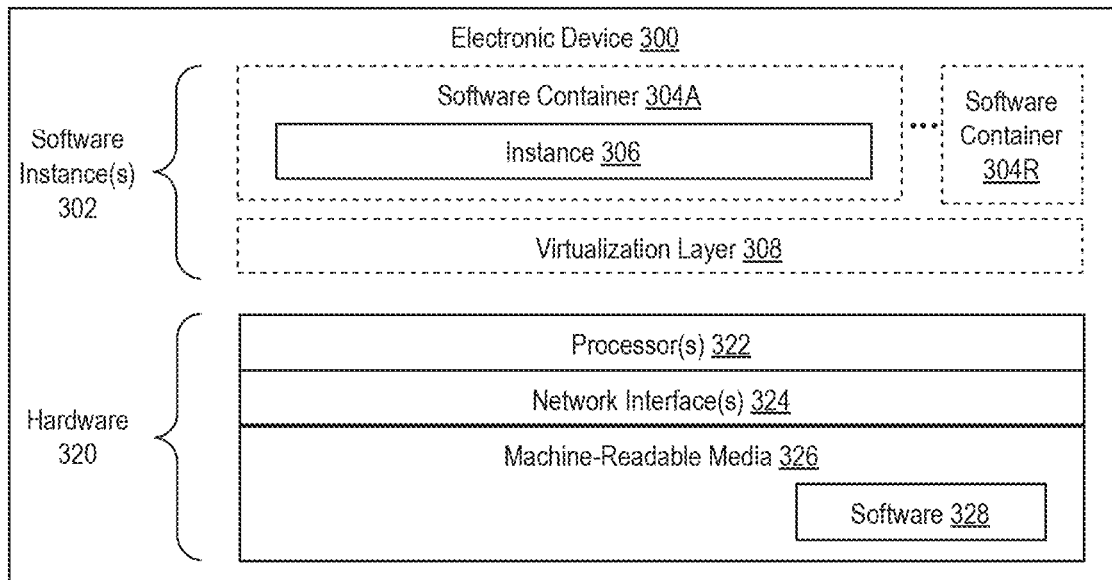 Electronic Device 300
Software
Instance(s)
302
Software Container 304A
Instance 306
...
Software
Container
304R
Virtualization Layer 308
Hardware
320
Processor(s) 322
Network Interface(s) 324
Machine-Readable Media 326
Software 328